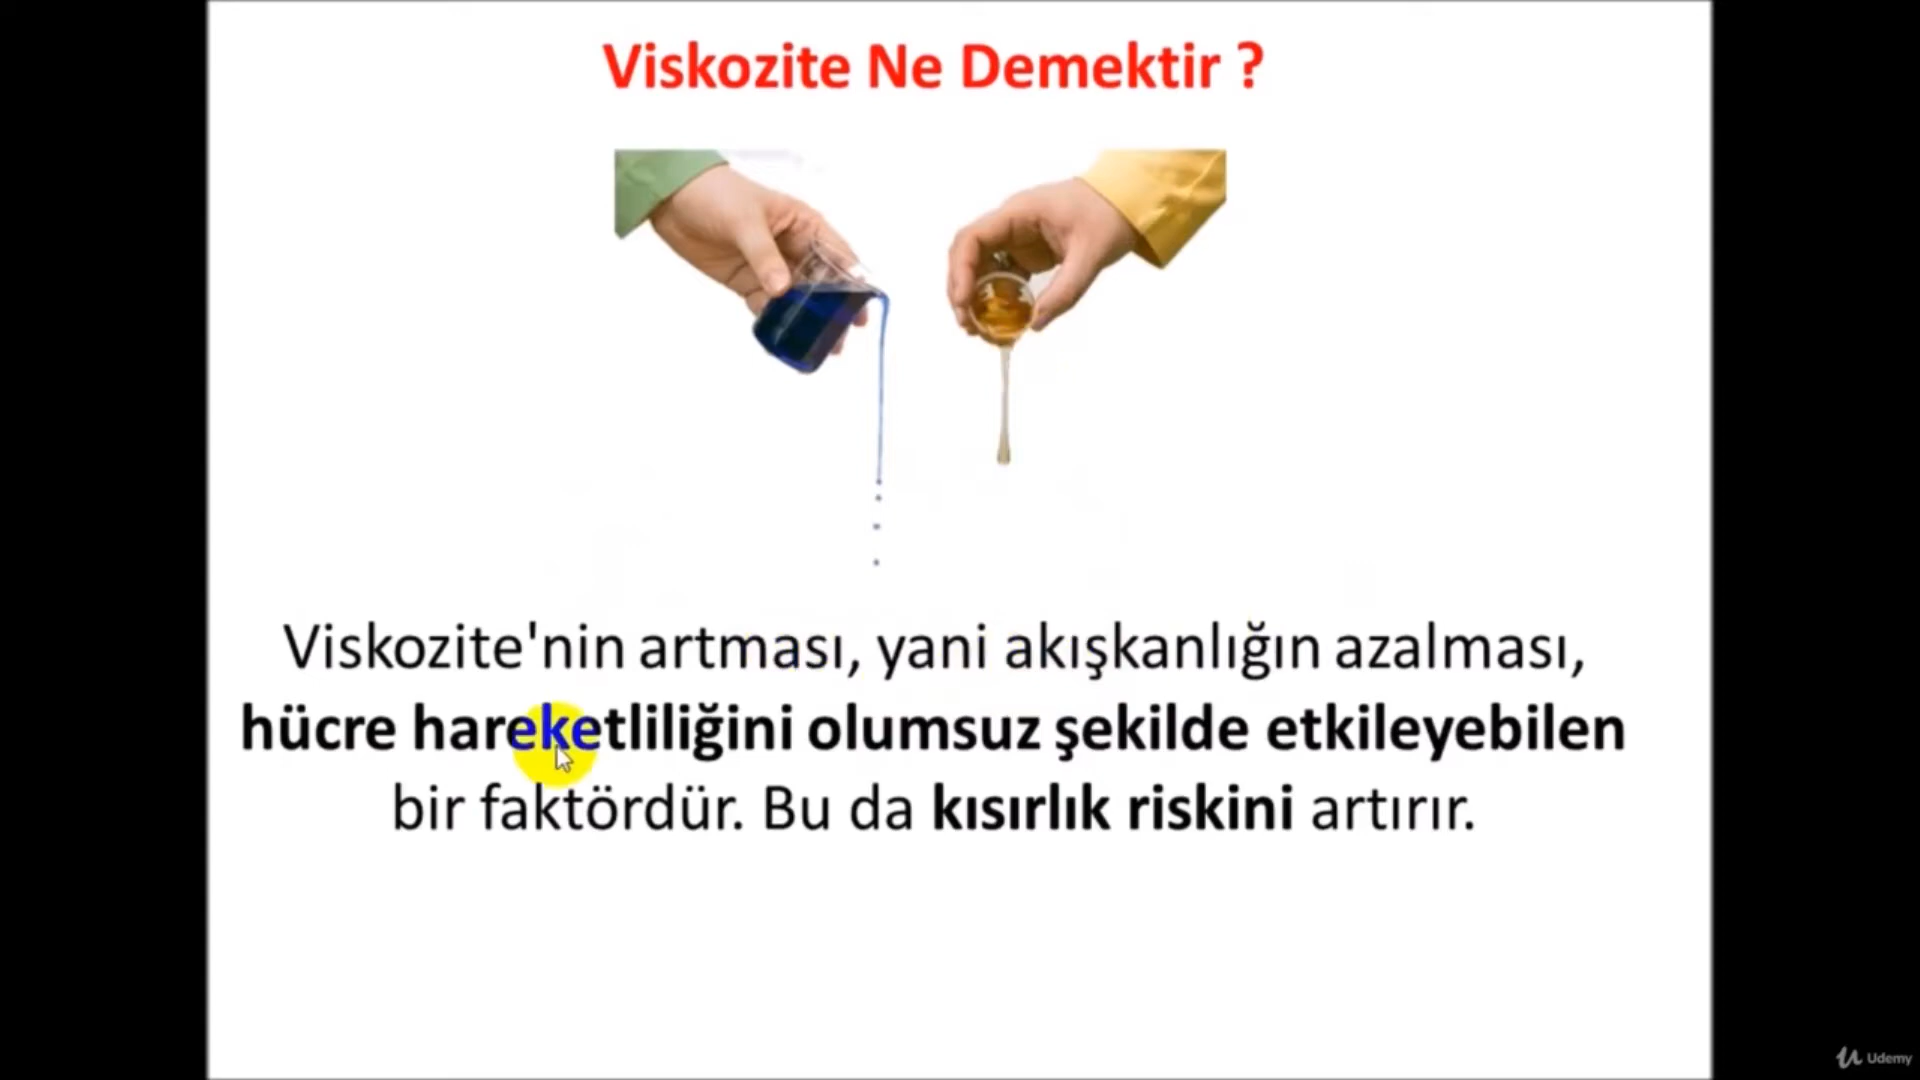 Viskozite Ne Demektir ?
Viskozite'nin artması, yani akışkanlığın azalması,
hücre hareketliliğini olumsuz şekilde etkileyebilen
bir faktördür. Bu da kısırlık riskini artırır.
Udemy